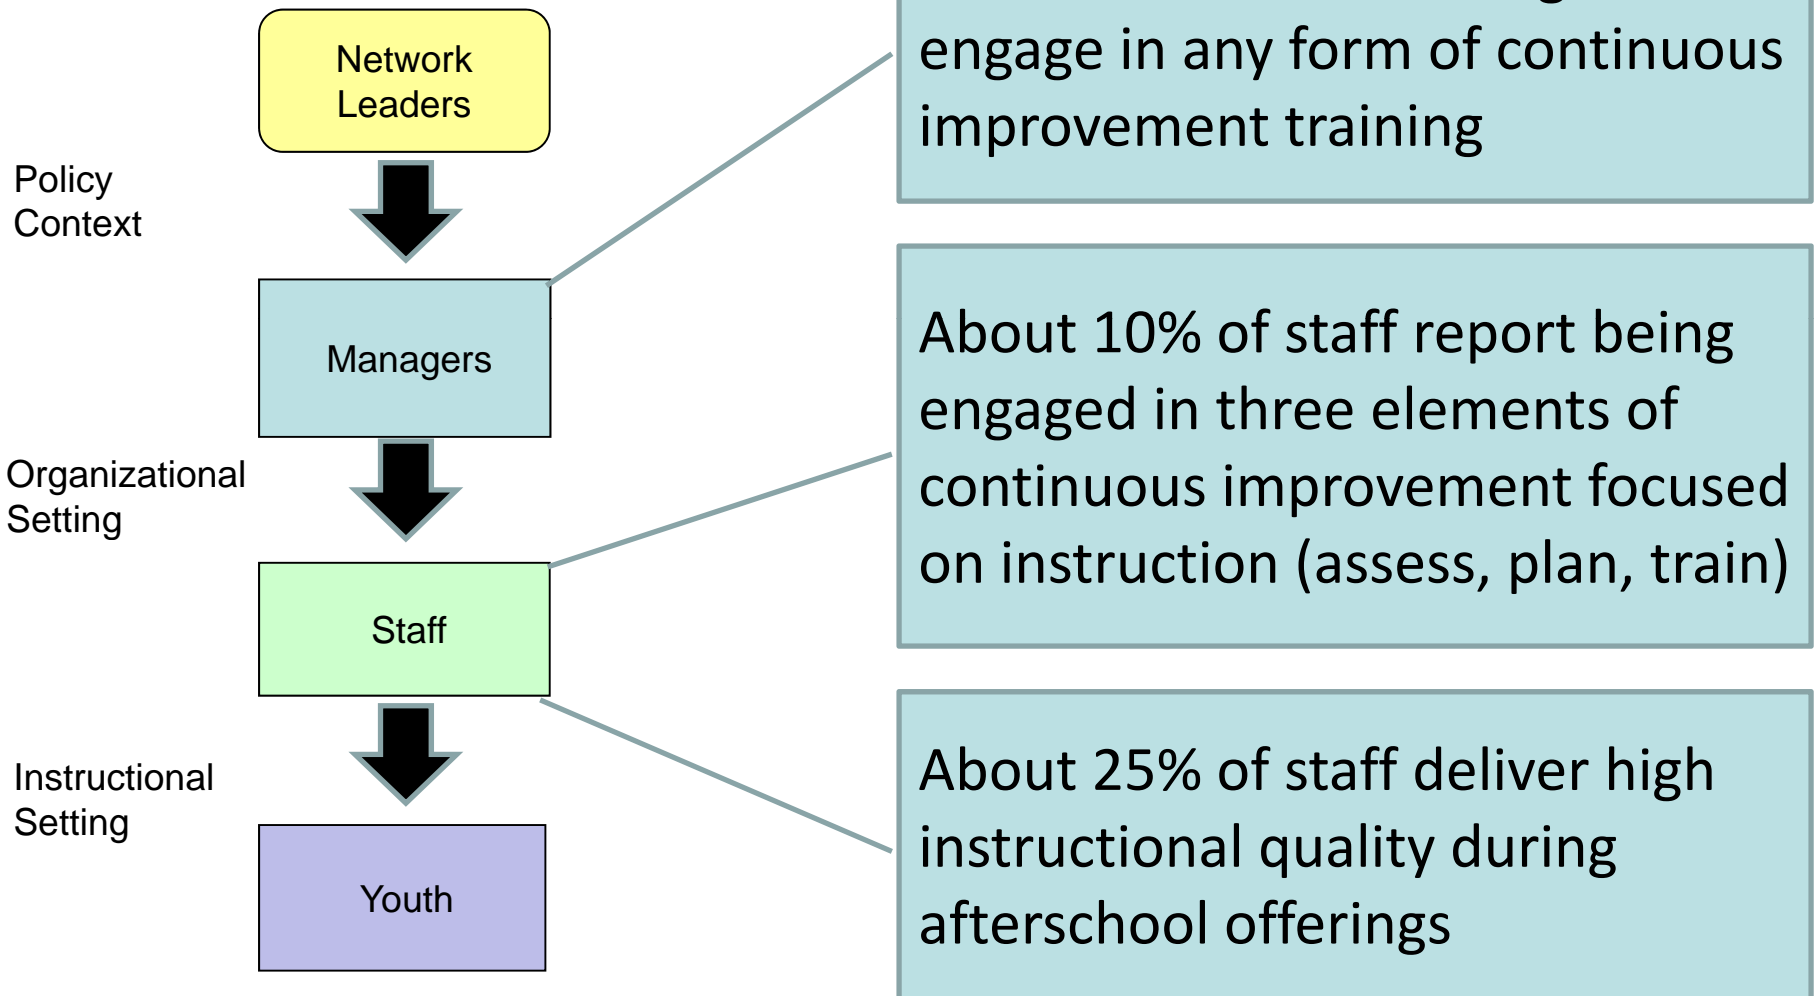 Network
Leaders
Policy
Context
Managers
Organizational
Setting
Staff
Instructional
Setting
Youth
engage in any form of continuous
improvement training
About 10% of staff report being
engaged in three elements of
continuous improvement focused
on instruction (assess, plan, train)
About 25% of staff deliver high
instructional quality during
afterschool offerings